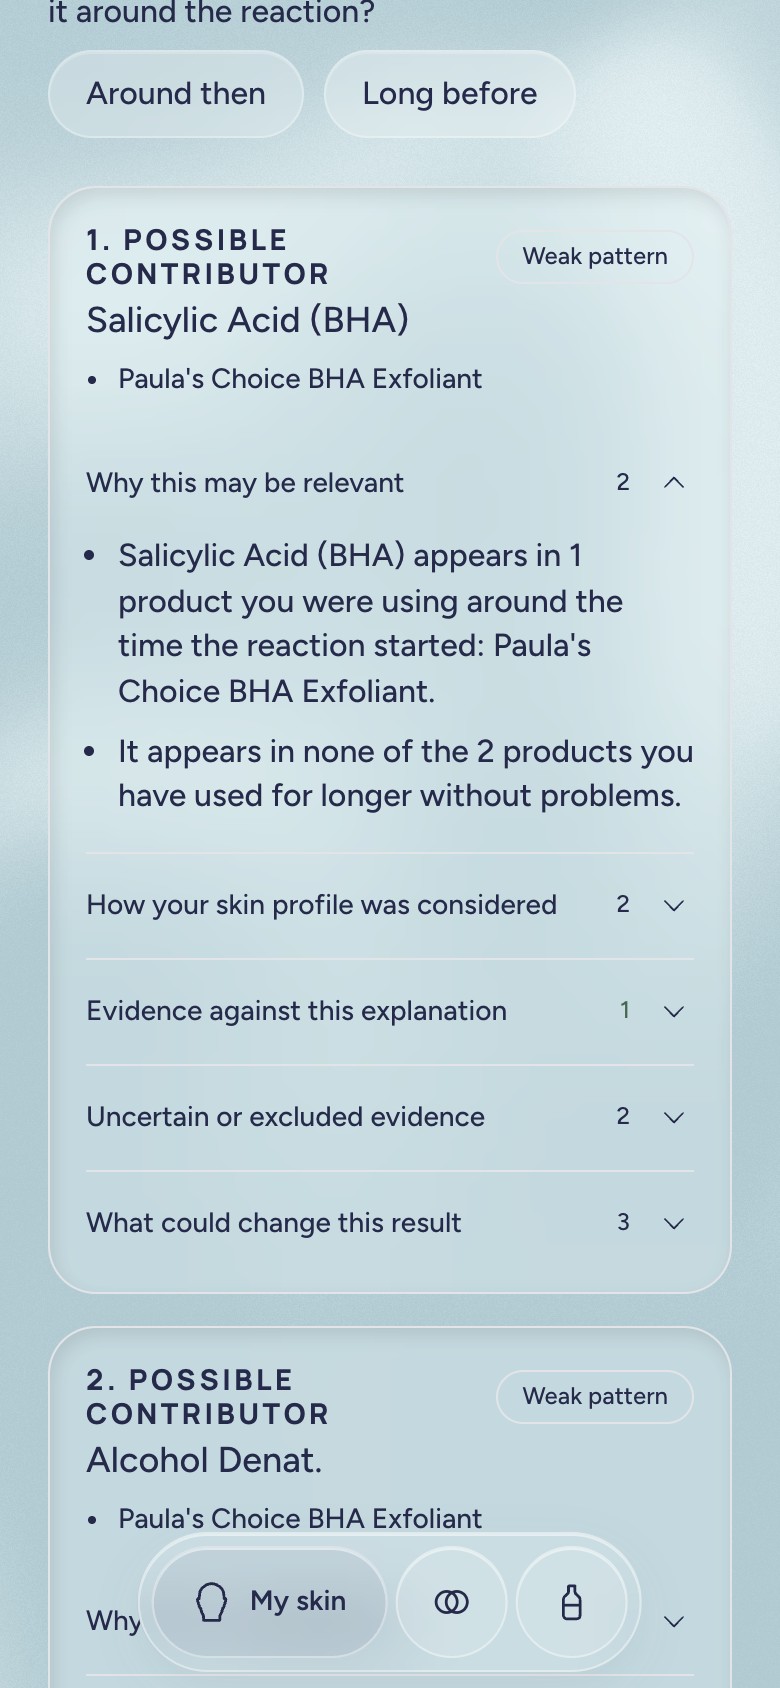 it around the reaction?
Around then
Long before
1. POSSIBLE
CONTRIBUTOR
Weak pattern
Salicylic Acid (BHA)
• Paula's Choice BHA Exfoliant
Why this may be relevant 2
• Salicylic Acid (BHA) appears in 1
product you were using around the
time the reaction started: Paula's
Choice BHA Exfoliant.
• It appears in none of the 2 products you
have used for longer without problems.
How your skin profile was considered 2
Evidence against this explanation 1
Uncertain or excluded evidence 2
What could change this result 3
2. POSSIBLE
CONTRIBUTOR
Weak pattern
Alcohol Denat.
• Paula's Choice BHA Exfoliant
Why
My skin